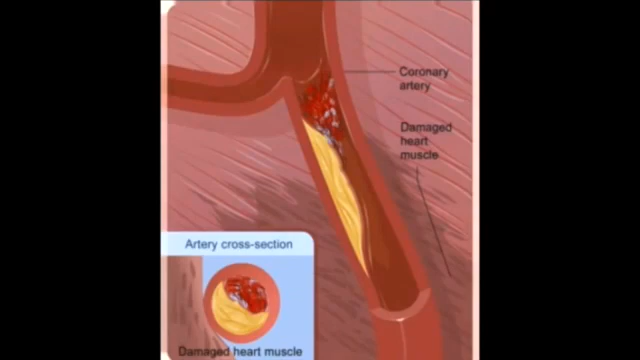 Coronary
artery
Damaged
heart
muscle
Artery cross-section
Damaged heart muscle